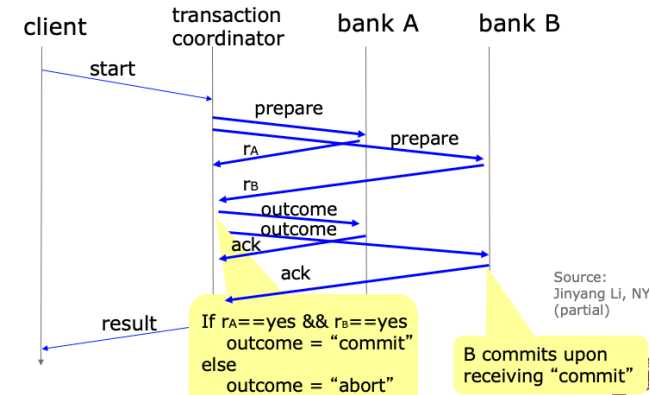 client
transaction
coordinator
bank A
bank B
start
prepare
prepare
rA
rB
outcome
outcome
ack
ack
Source:
Jinyang Li, NY
(partial)
result
If rA==yes && rB==yes
outcome = “commit”
else
outcome = “abort”
B commits upon
receiving “commit”